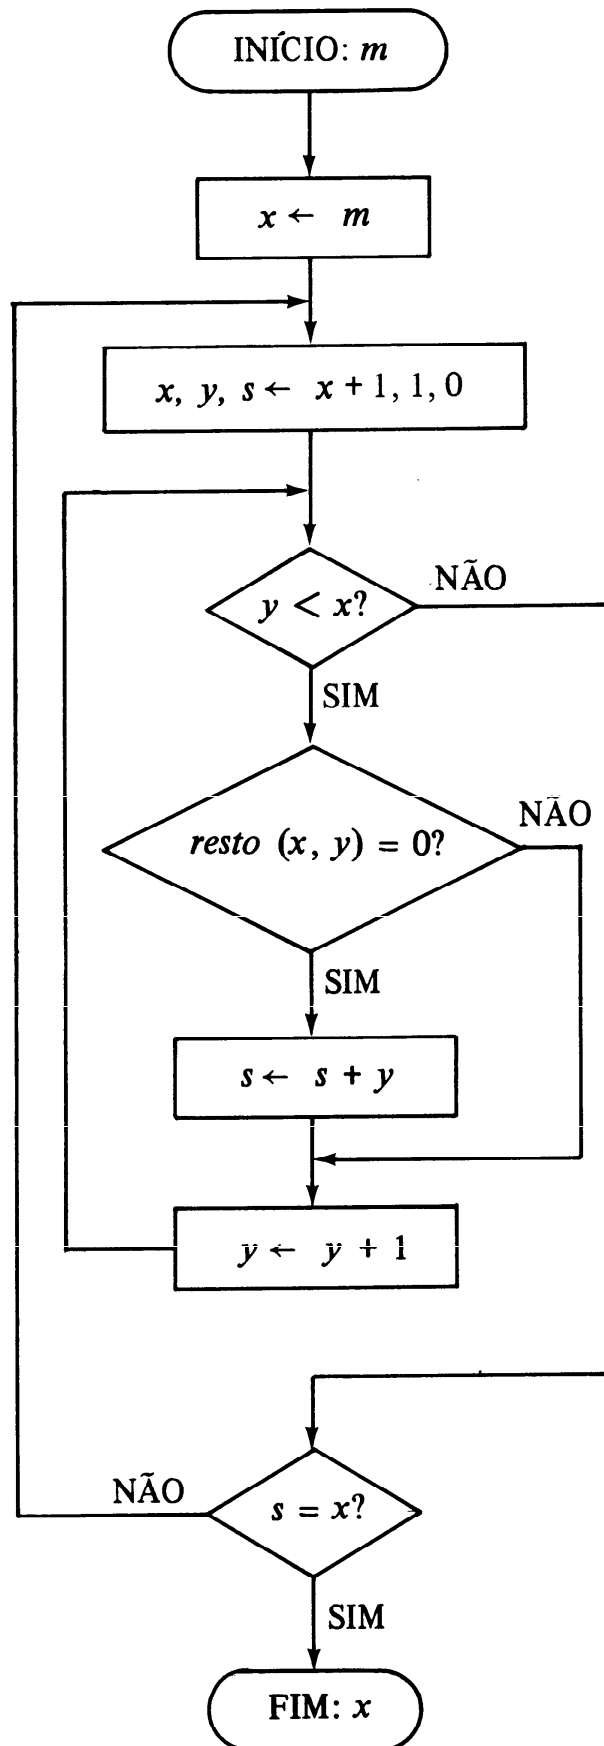 INÍCIO: m
x ← m
x, y, s ← x + 1, 1, 0
y < x?
NÃO
SIM
resto (x, y) = 0?
NÃO
SIM
s ← s + y
y ← y + 1
s = x?
NÃO
SIM
FIM: x